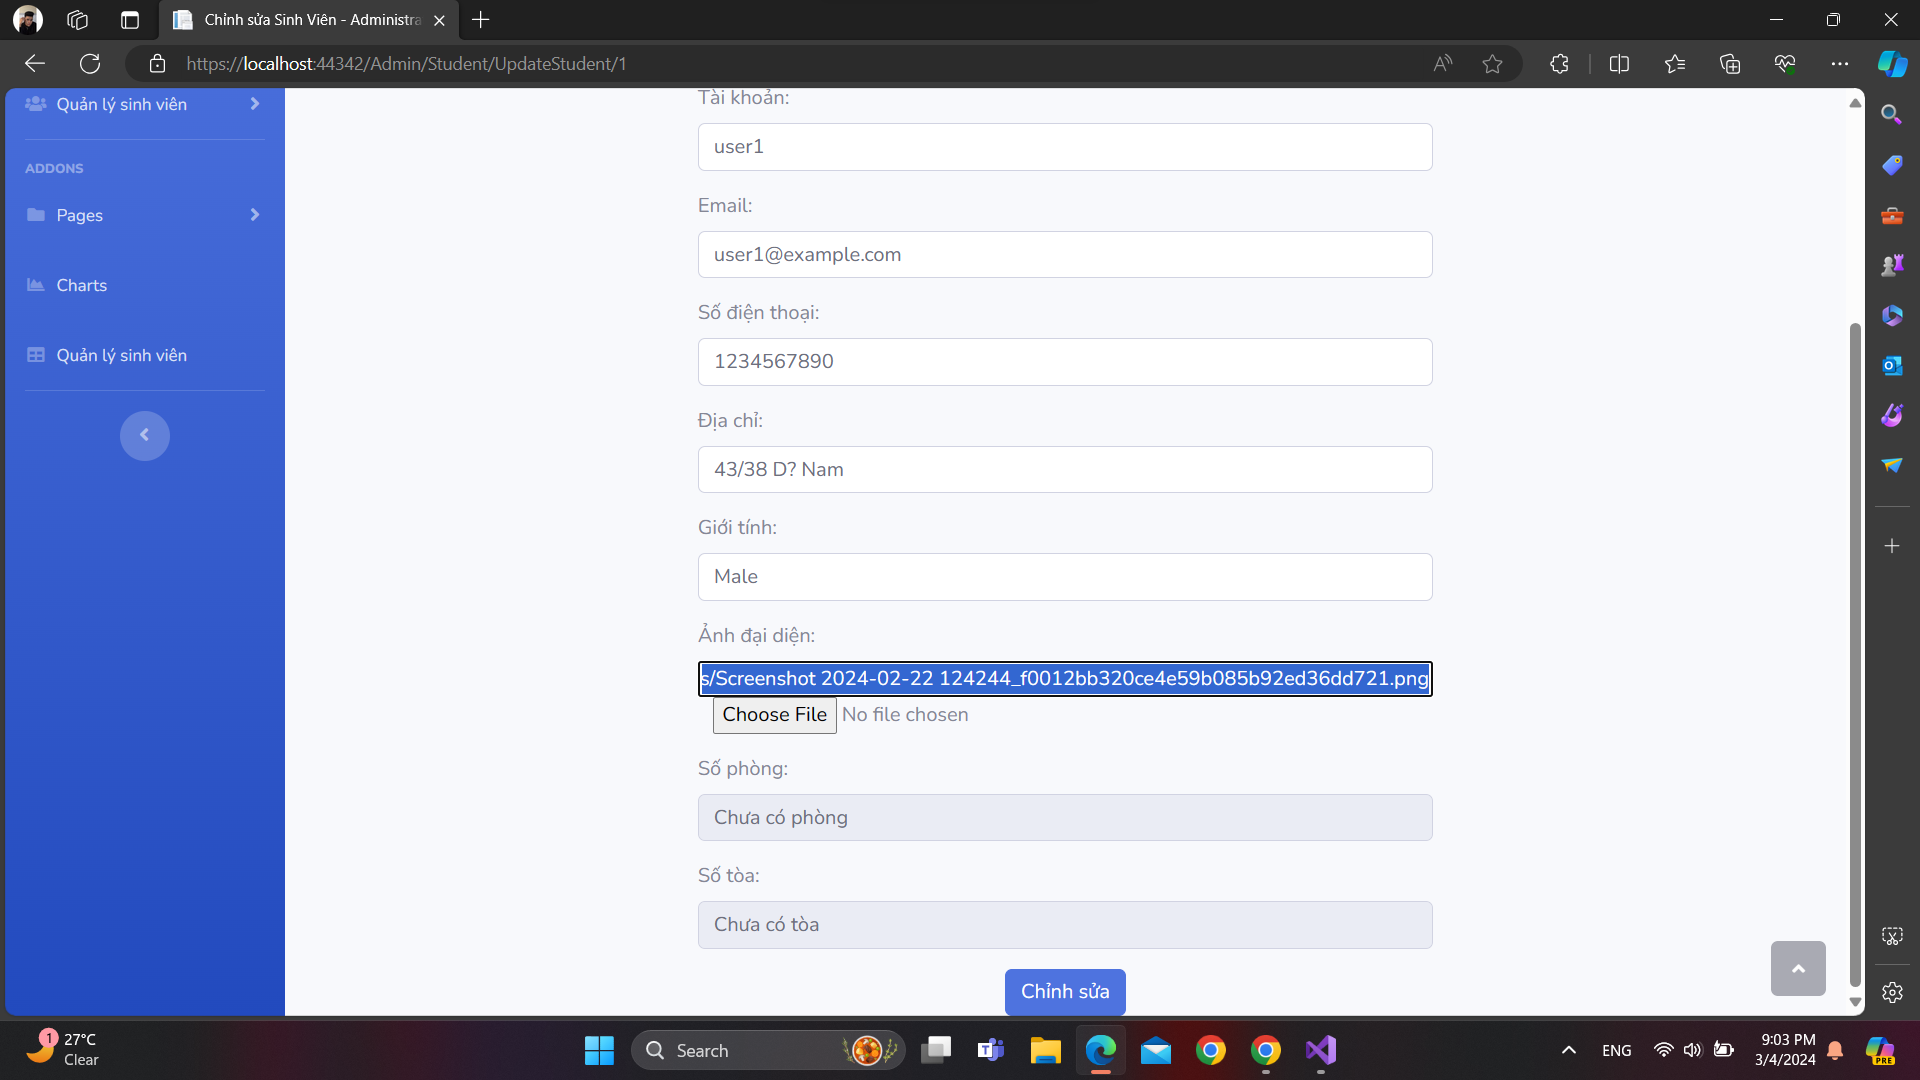 Chỉnh sửa Sinh Viên - Administra
https://localhost:44342/Admin/Student/UpdateStudent/1
Quản lý sinh viên
ADDONS
Pages
Charts
Quản lý sinh viên
Tài khoản:
user1
Email:
user1@example.com
Số điện thoại:
1234567890
Địa chỉ:
43/38 D? Nam
Giới tính:
Male
Ảnh đại diện:
s/Screenshot 2024-02-22 124244_f0012bb320ce4e59b085b92ed36dd721.png
Choose File No file chosen
Số phòng:
Chưa có phòng
Số tòa:
Chưa có tòa
Chỉnh sửa
1
27°C
Clear
Search
ENG
9:03 PM
3/4/2024
PRE